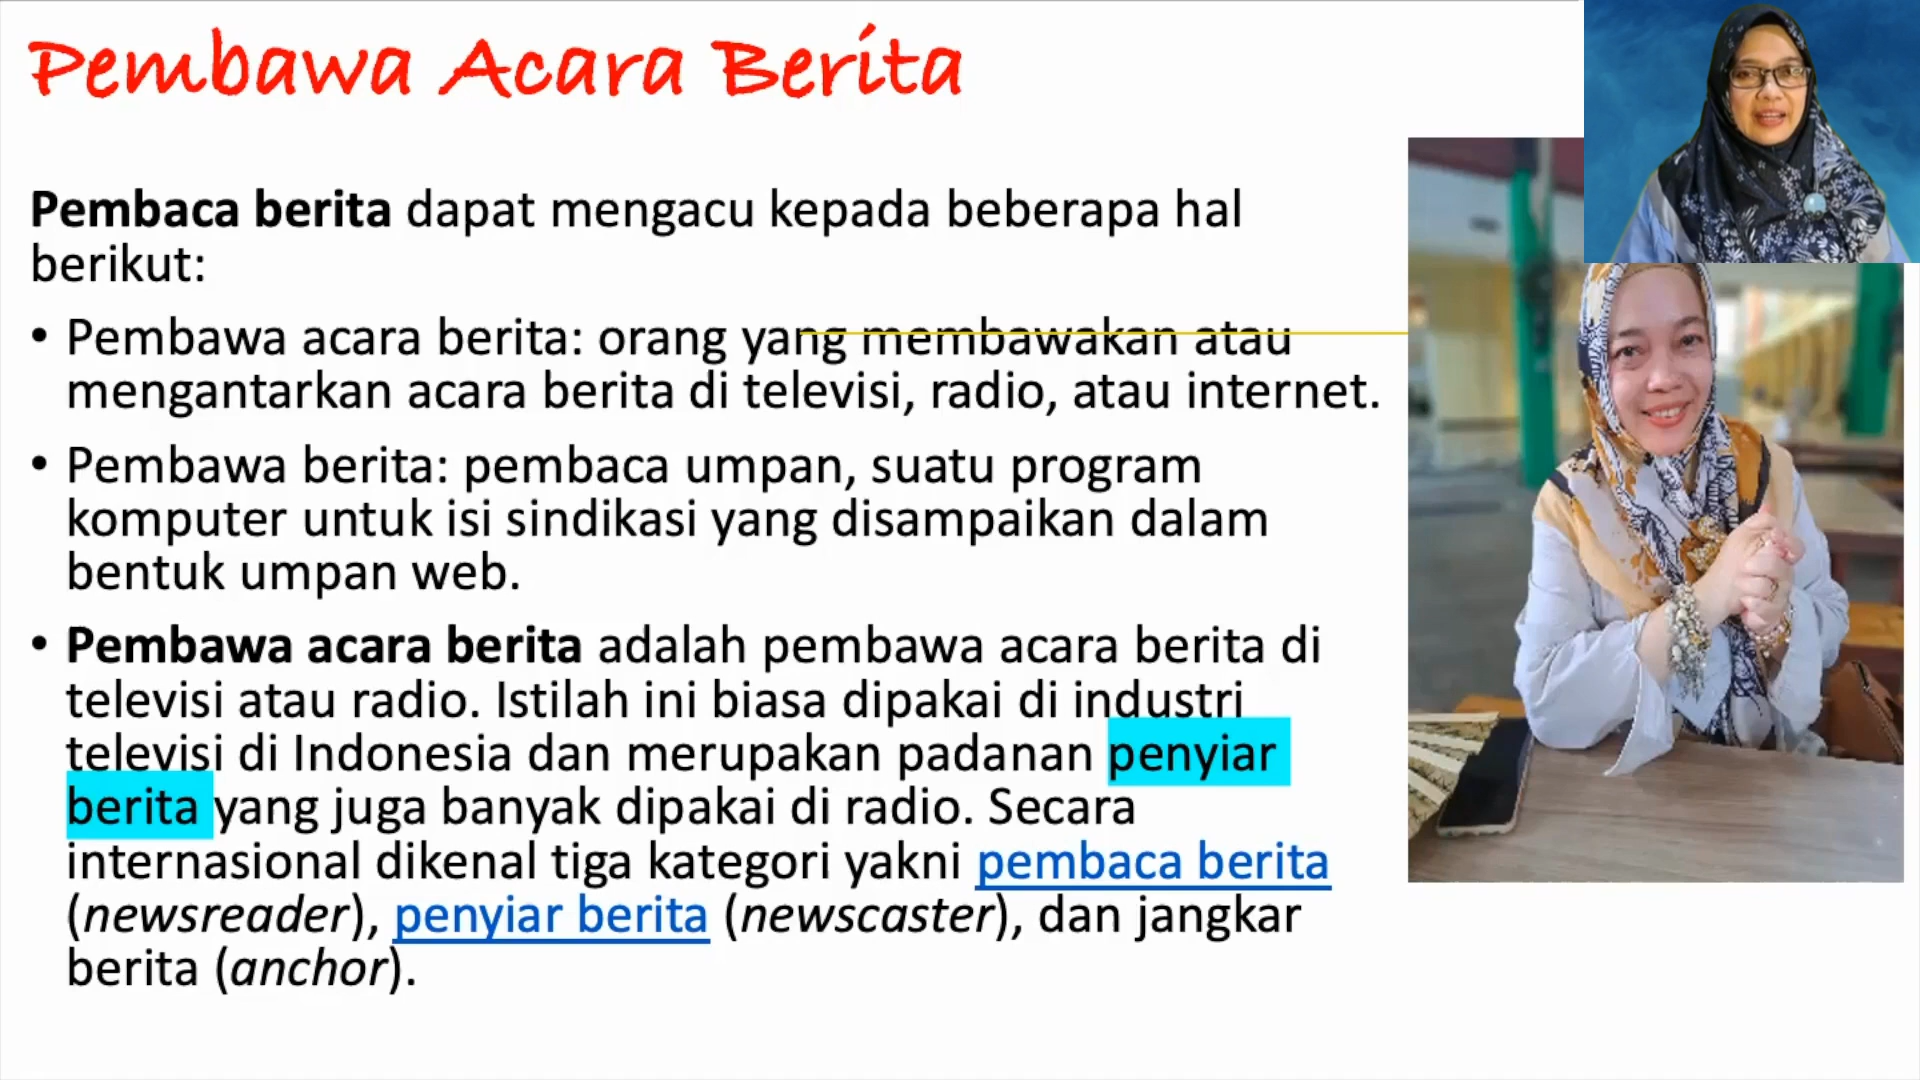 Pembawa Acara Berita
Pembaca berita dapat mengacu kepada beberapa hal
berikut:
• Pembawa acara berita: orang yang membawakan atau
mengantarkan acara berita di televisi, radio, atau internet.
• Pembawa berita: pembaca umpan, suatu program
komputer untuk isi sindikasi yang disampaikan dalam
bentuk umpan web.
• Pembawa acara berita adalah pembawa acara berita di
televisi atau radio. Istilah ini biasa dipakai di industri
televisi di Indonesia dan merupakan padanan penyiar
berita yang juga banyak dipakai di radio. Secara
internasional dikenal tiga kategori yakni pembaca berita
(newsreader), penyiar berita (newscaster), dan jangkar
berita (anchor).